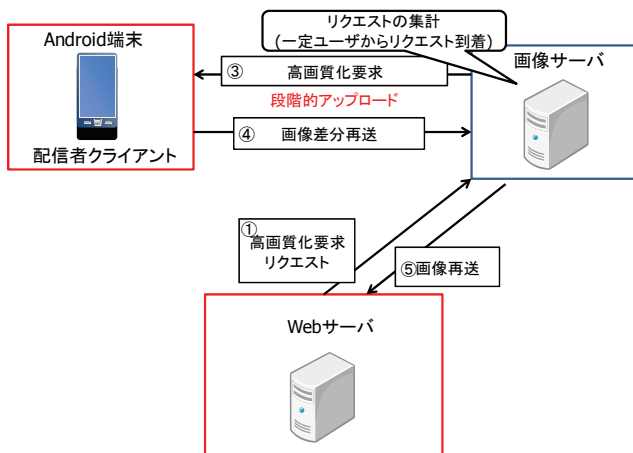 リクエストの集計
(一定ユーザからリクエスト到着)
Android端末
画像サーバ
③ 高画質化要求
段階的アップロード
④ 画像差分再送
配信者クライアント
①
高画質化要求
リクエスト
⑤画像再送
Webサーバ